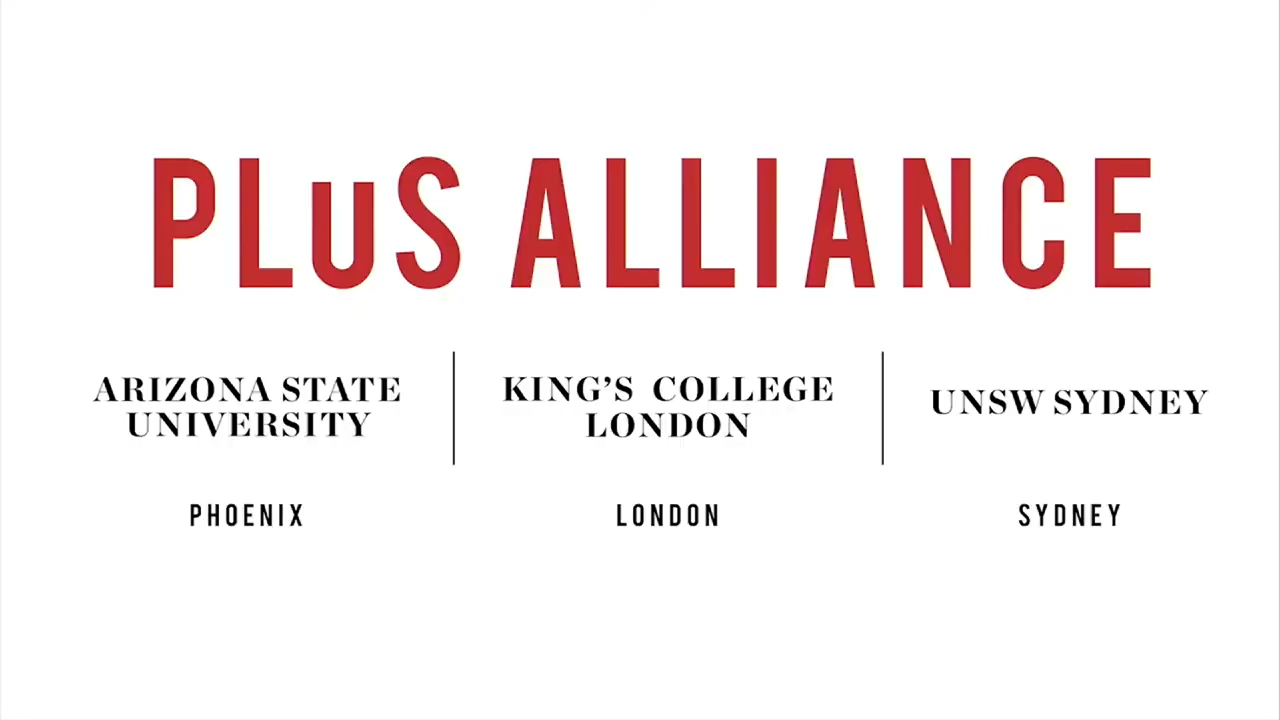 PLuS ALLIANCE
ARIZONA STATE
UNIVERSITY
KING’S COLLEGE
LONDON
UNSW SYDNEY
PHOENIX
LONDON
SYDNEY